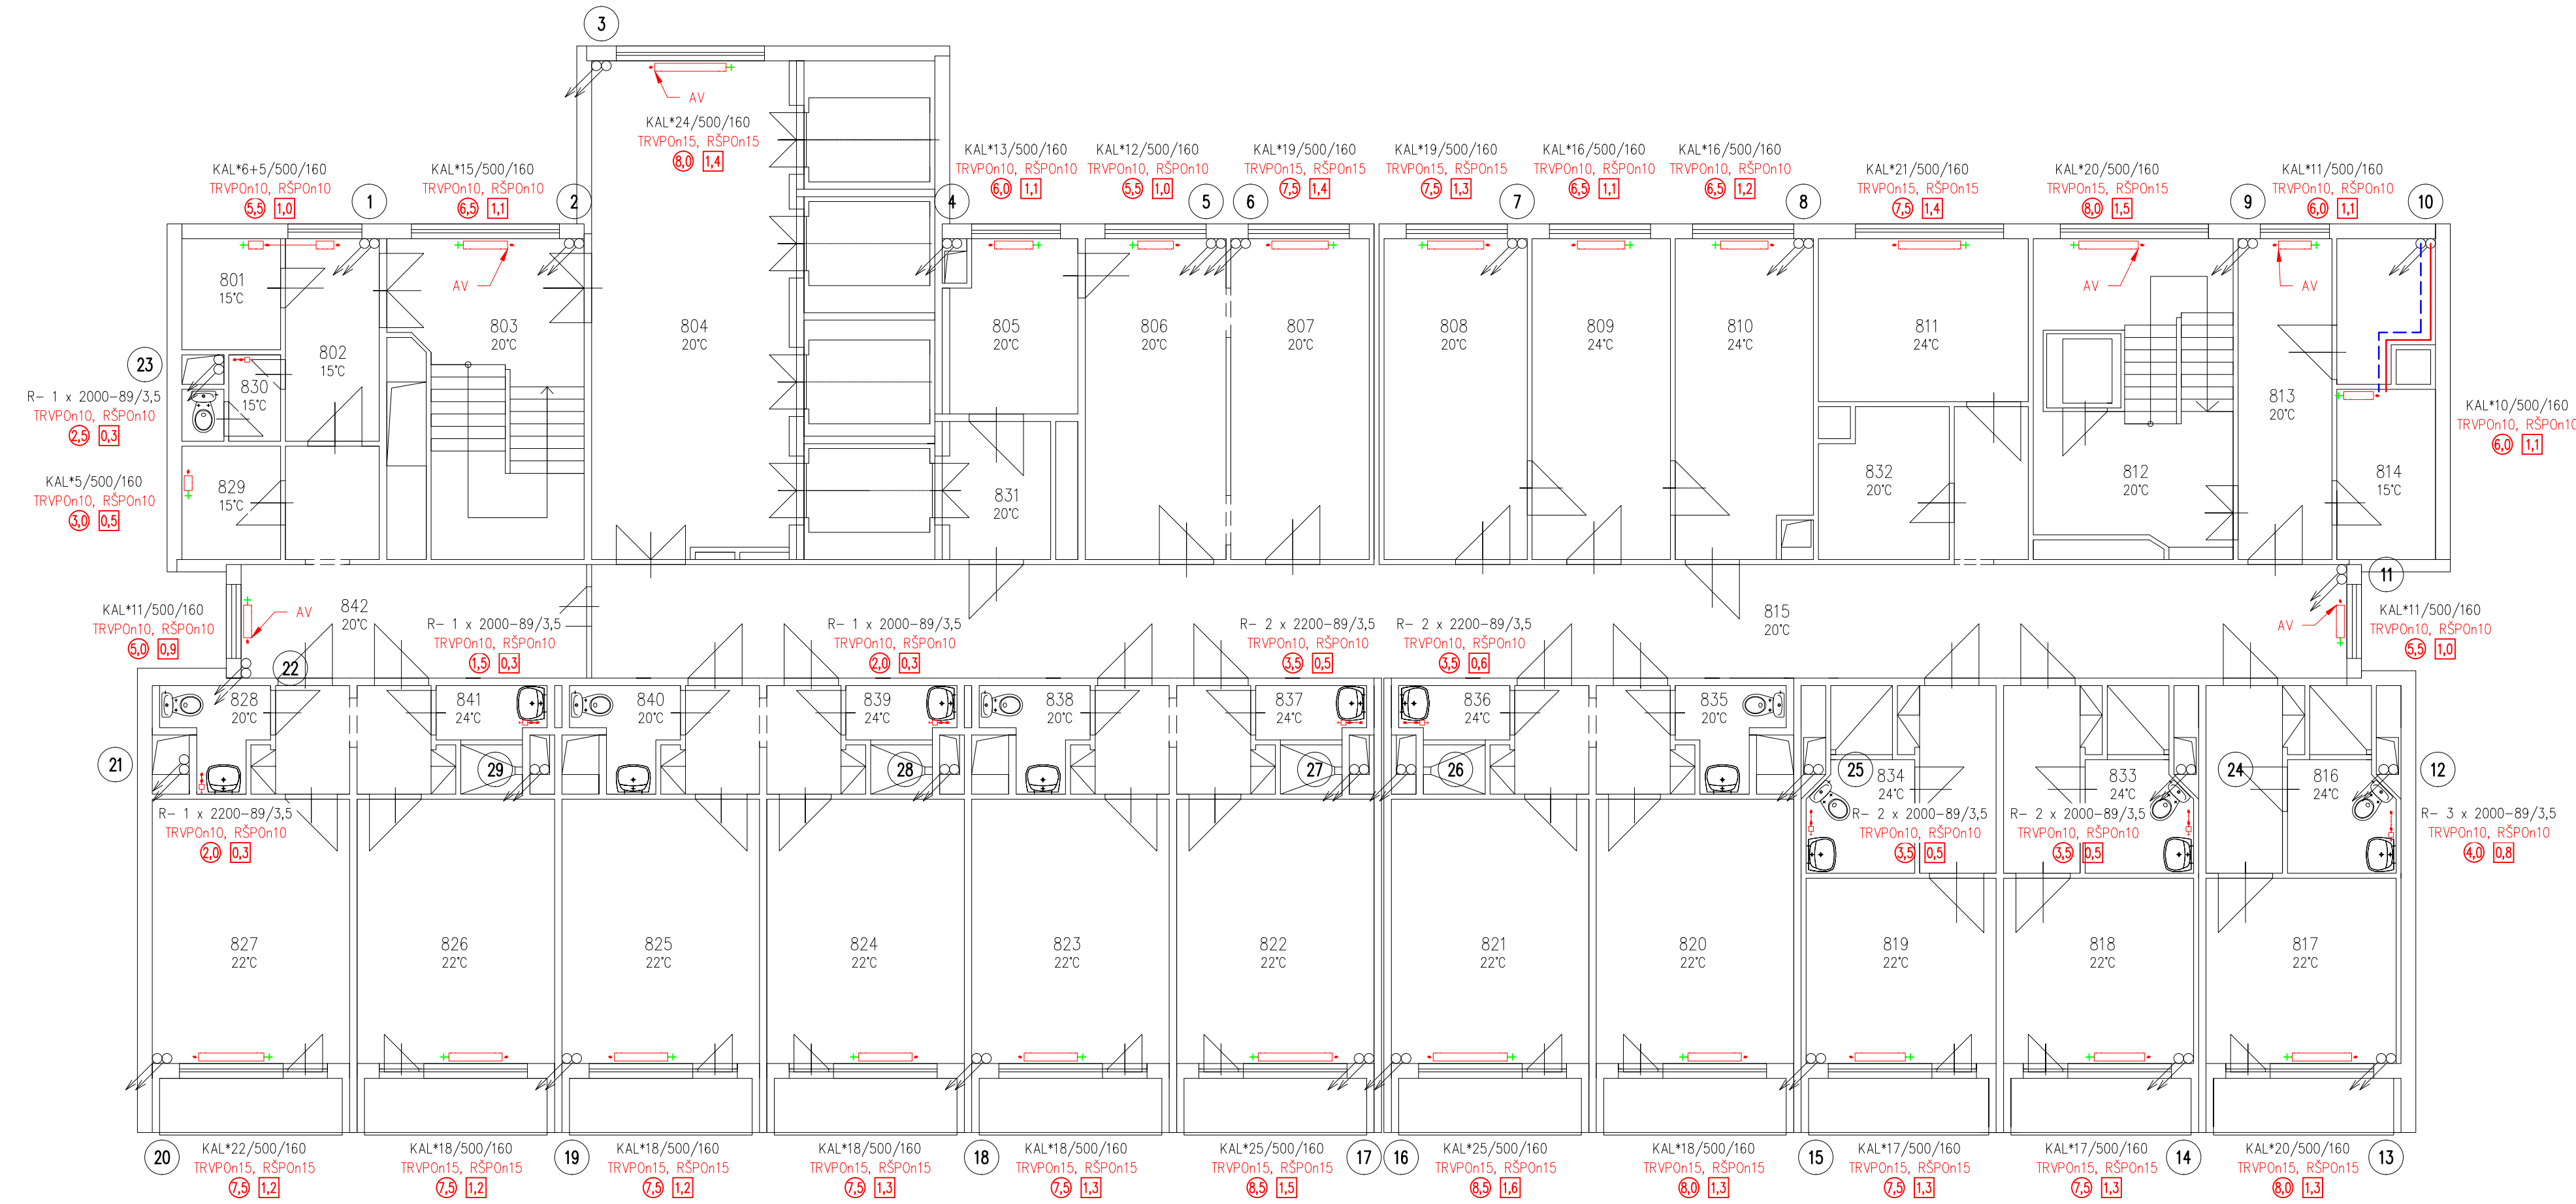 3
AV
KAL*24/500/160
TRVPOn15, RŠPOn15
8,0 1,4
KAL*6+5/500/160
TRVPOn10, RŠPOn10
5,5 1,0
1
KAL*15/500/160
TRVPOn10, RŠPOn10
6,5 1,1
2
4
KAL*13/500/160
TRVPOn10, RŠPOn10
6,0 1,1
KAL*12/500/160
TRVPOn10, RŠPOn10
5,5 1,0
5
6
KAL*19/500/160
TRVPOn15, RŠPOn15
7,5 1,4
KAL*19/500/160
TRVPOn15, RŠPOn15
7,5 1,3
7
KAL*16/500/160
TRVPOn10, RŠPOn10
6,5 1,1
KAL*16/500/160
TRVPOn10, RŠPOn10
6,5 1,2
8
KAL*21/500/160
TRVPOn15, RŠPOn15
7,5 1,4
KAL*20/500/160
TRVPOn15, RŠPOn15
8,0 1,5
9
KAL*11/500/160
TRVPOn10, RŠPOn10
6,0 1,1
10
801
15°C
802
15°C
AV
803
20°C
804
20°C
805
20°C
806
20°C
807
20°C
808
20°C
809
24°C
810
24°C
811
24°C
AV
812
20°C
AV
813
20°C
814
15°C
KAL*10/500/160
TRVPOn10, RŠPOn10
6,0 1,1
23
R- 1 x 2000-89/3,5
TRVPOn10, RŠPOn10
2,5 0,3
830
15°C
KAL*5/500/160
TRVPOn10, RŠPOn10
3,0 0,5
829
15°C
831
20°C
832
20°C
11
KAL*11/500/160
TRVPOn10, RŠPOn10
5,0 0,9
AV
842
20°C
22
R- 1 x 2000-89/3,5
TRVPOn10, RŠPOn10
1,5 0,3
R- 1 x 2000-89/3,5
TRVPOn10, RŠPOn10
2,0 0,3
R- 2 x 2200-89/3,5
TRVPOn10, RŠPOn10
3,5 0,5
R- 2 x 2200-89/3,5
TRVPOn10, RŠPOn10
3,5 0,6
815
20°C
AV
KAL*11/500/160
TRVPOn10, RŠPOn10
5,5 1,0
828
20°C
841
24°C
840
20°C
839
24°C
838
20°C
837
24°C
836
24°C
835
20°C
21
29
28
27
26
25
834
24°C
833
24°C
24
816
24°C
12
R- 1 x 2200-89/3,5
TRVPOn10, RŠPOn10
2,0 0,3
R- 2 x 2000-89/3,5
TRVPOn10, RŠPOn10
3,5 0,5
R- 2 x 2000-89/3,5
TRVPOn10, RŠPOn10
3,5 0,5
R- 3 x 2000-89/3,5
TRVPOn10, RŠPOn10
4,0 0,8
827
22°C
826
22°C
825
22°C
824
22°C
823
22°C
822
22°C
821
22°C
820
22°C
819
22°C
818
22°C
817
22°C
20
KAL*22/500/160
TRVPOn15, RŠPOn15
7,5 1,2
KAL*18/500/160
TRVPOn15, RŠPOn15
7,5 1,2
19
KAL*18/500/160
TRVPOn15, RŠPOn15
7,5 1,2
KAL*18/500/160
TRVPOn15, RŠPOn15
7,5 1,3
18
KAL*18/500/160
TRVPOn15, RŠPOn15
7,5 1,3
KAL*25/500/160
TRVPOn15, RŠPOn15
8,5 1,5
17
16
KAL*25/500/160
TRVPOn15, RŠPOn15
8,5 1,6
KAL*18/500/160
TRVPOn15, RŠPOn15
8,0 1,3
15
KAL*17/500/160
TRVPOn15, RŠPOn15
7,5 1,3
KAL*17/500/160
TRVPOn15, RŠPOn15
7,5 1,3
14
KAL*20/500/160
TRVPOn15, RŠPOn15
8,0 1,3
13